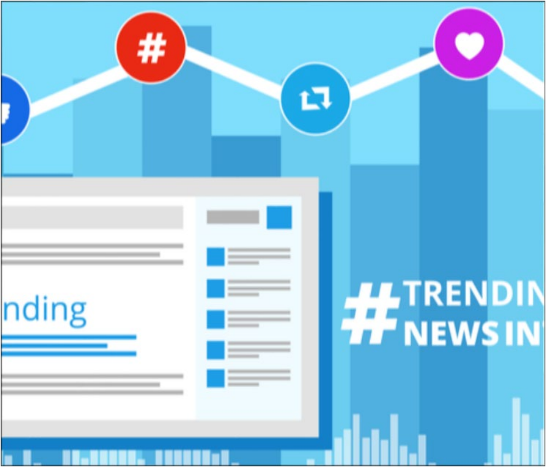 #
nding
# TRENDIN
NEWS IN